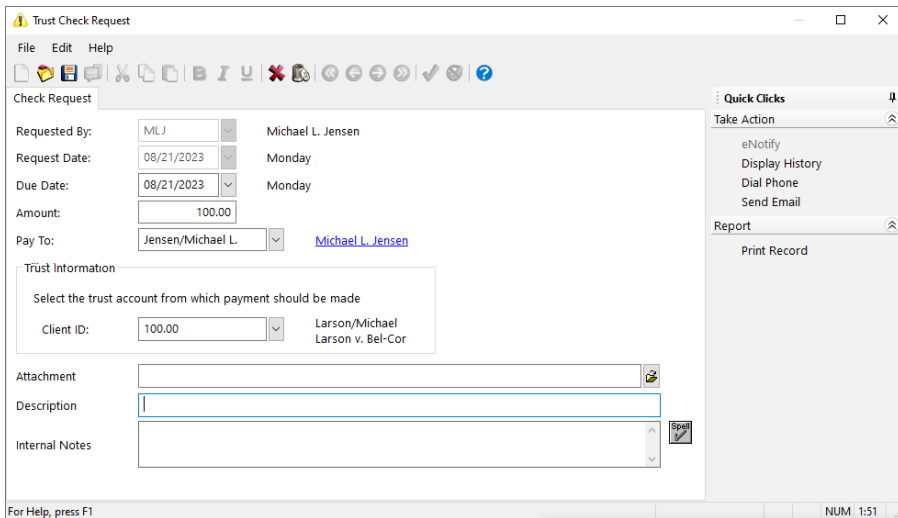 Trust Check Request
File Edit Help
B I U
Check Request
Requested By: MLJ Michael L. Jensen
Request Date: 08/21/2023 Monday
Due Date: 08/21/2023 Monday
Amount: 100.00
Pay To: Jensen/Michael L. Michael L. Jensen
Trust Information
Select the trust account from which payment should be made
Client ID: 100.00 Larson/Michael
Larson v. Bel-Cor
Attachment
Description
Internal Notes
Spell
Quick Clicks
Take Action
eNotify
Display History
Dial Phone
Send Email
Report
Print Record
For Help, press F1
NUM 1:51